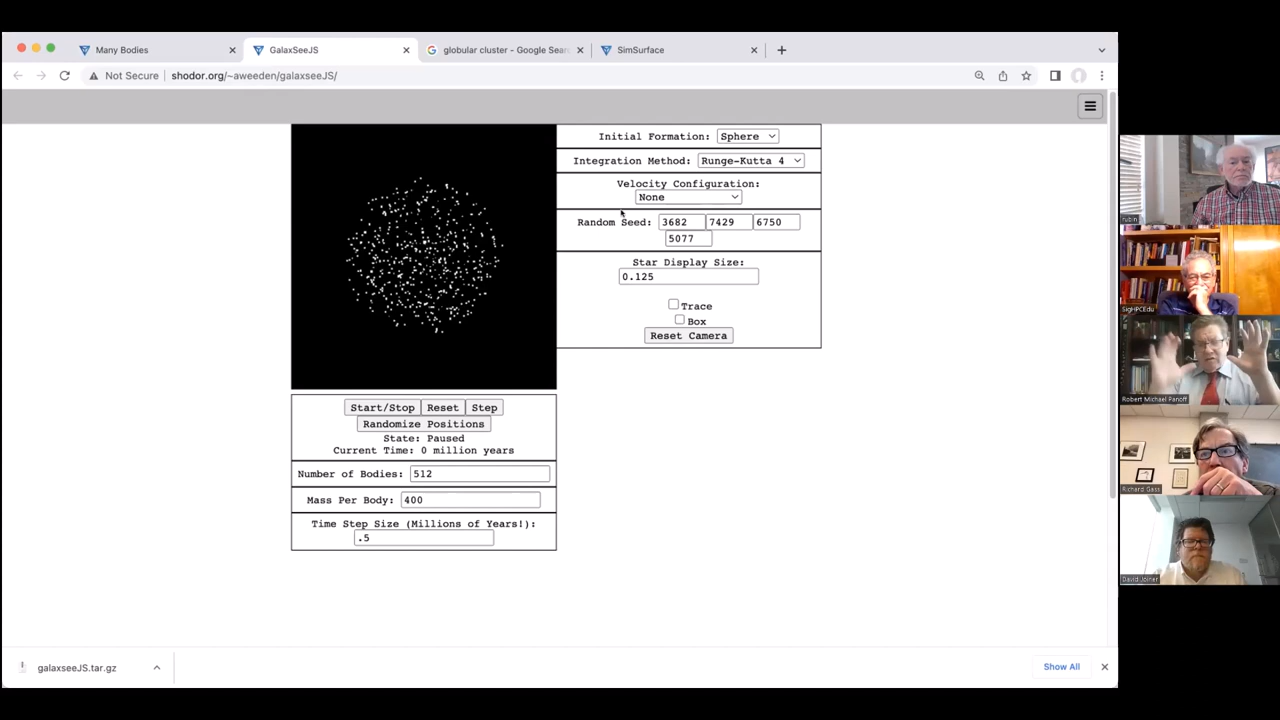 Many Bodies
GalaxSeeJS
globular cluster - Google Sear
SimSurface
Not Secure
shodor.org/~aweeden/galaxseeJS/
Initial Formation: Sphere
Integration Method: Runge-Kutta 4
Velocity Configuration:
None
Random Seed: 3682 7429 6750
5077
Star Display Size:
0.125
Trace
Box
Reset Camera
Start/Stop Reset Step
Randomize Positions
State: Paused
Current Time: 0 million years
Number of Bodies: 512
Mass Per Body: 400
Time Step Size (Millions of Years!):
.5
galaxseeJS.tar.gz
Show All
rubin
SigHPCEdu
Robert Michael Panoff
Richard Gass
David Joiner